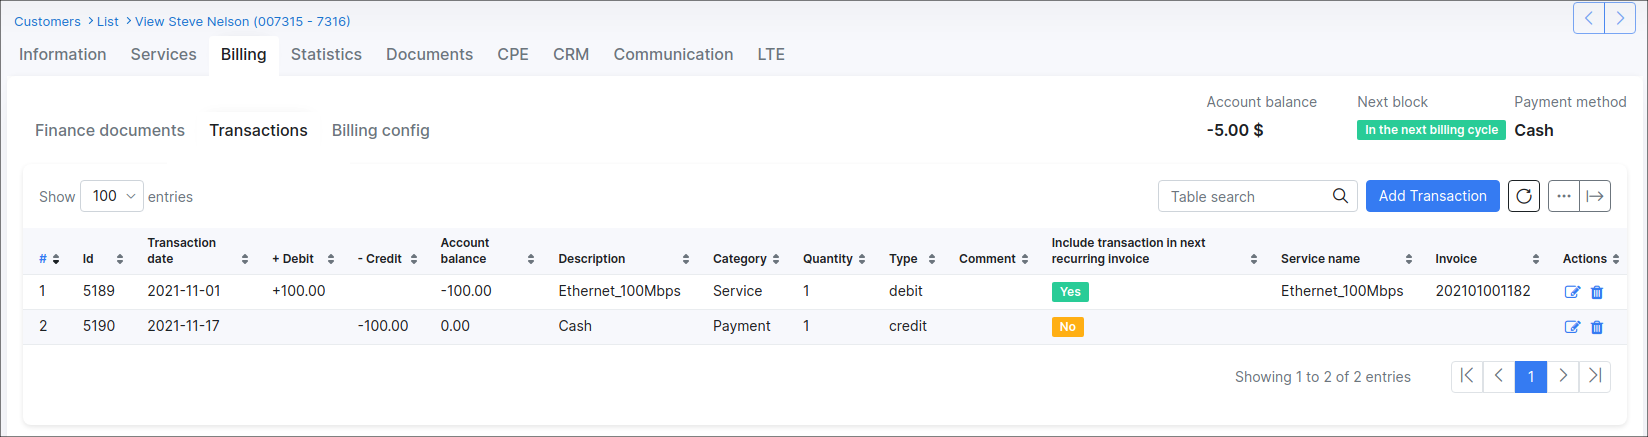 Customers > List > View Steve Nelson (007315 - 7316)
Information Services Billing Statistics Documents CPE CRM Communication LTE
Account balance Next block Payment method
Finance documents Transactions Billing config -5.00 $ In the next billing cycle Cash
Show 100 entries Table search Add Transaction
# Id Transaction date + Debit - Credit Account balance Description Category Quantity Type Comment Include transaction in next recurring invoice Service name Invoice Actions
1 5189 2021-11-01 +100.00 -100.00 Ethernet_100Mbps Service 1 debit Yes Ethernet_100Mbps 202101001182
2 5190 2021-11-17 -100.00 0.00 Cash Payment 1 credit No
Showing 1 to 2 of 2 entries 1